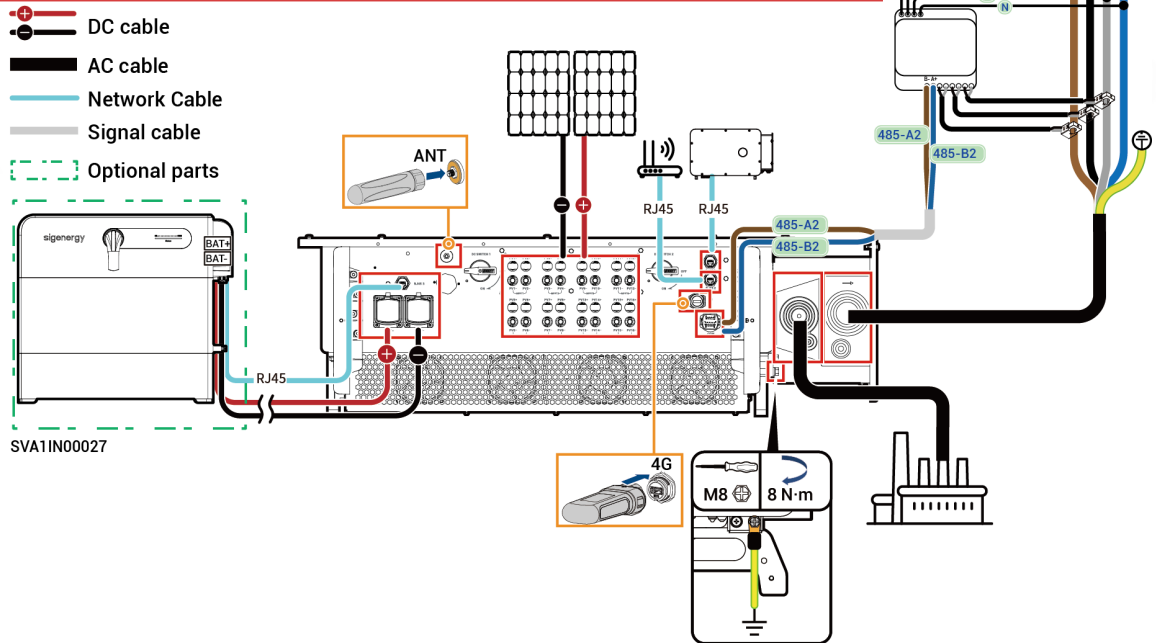 DC cable
AC cable
Network Cable
Signal cable
Optional parts
N
B- A+
485-A2
485-B2
ANT
RJ45
RJ45
485-A2
485-B2
sigenergy
BAT+
BAT-
RJ45
SVA1IN00027
4G
M8
8 N·m